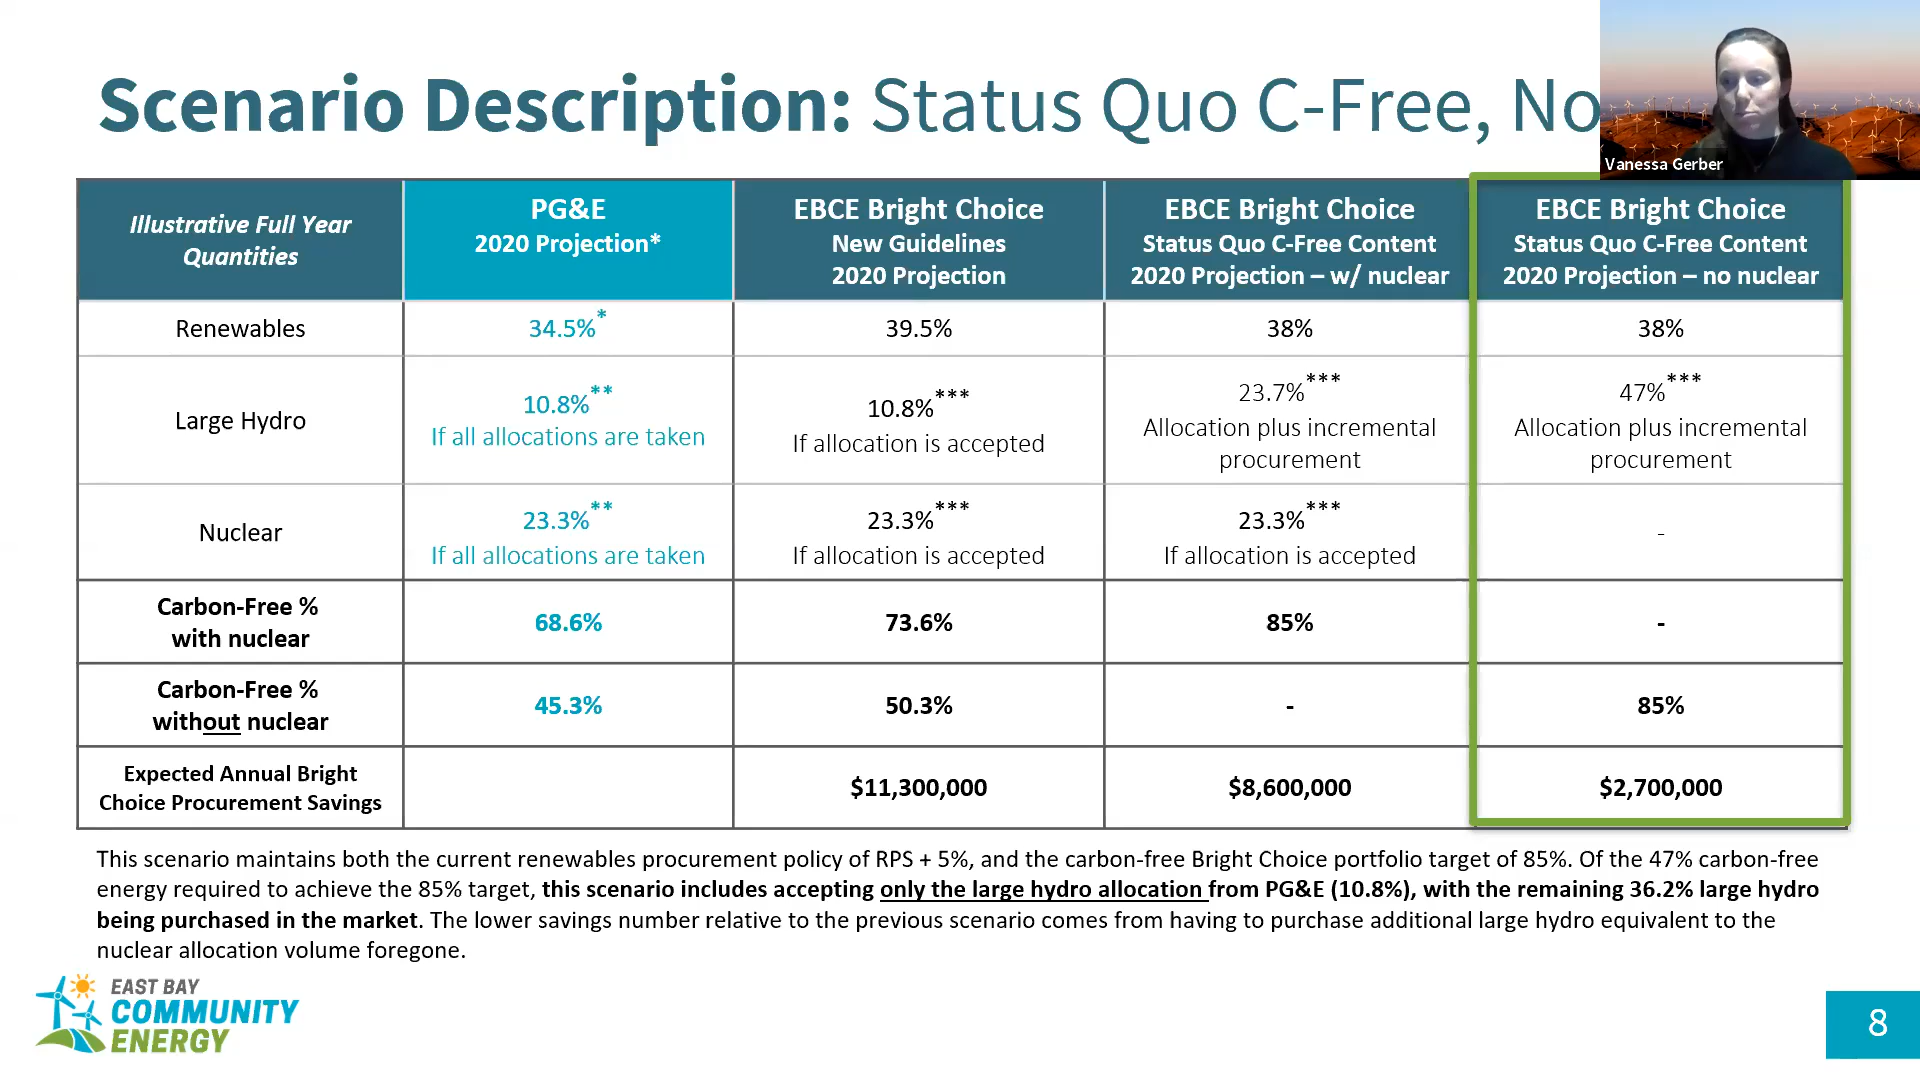 Scenario Description: Status Quo C-Free, No
Vanessa Gerber
Illustrative Full Year
Quantities
PG&E
2020 Projection*
EBCE Bright Choice
New Guidelines
2020 Projection
EBCE Bright Choice
Status Quo C-Free Content
2020 Projection – w/ nuclear
EBCE Bright Choice
Status Quo C-Free Content
2020 Projection – no nuclear
Renewables
34.5%*
39.5%
38%
38%
Large Hydro
10.8%**
If all allocations are taken
10.8%***
If allocation is accepted
23.7%***
Allocation plus incremental
procurement
47%***
Allocation plus incremental
procurement
Nuclear
23.3%**
If all allocations are taken
23.3%***
If allocation is accepted
23.3%***
If allocation is accepted
-
Carbon-Free %
with nuclear
68.6%
73.6%
85%
-
Carbon-Free %
without nuclear
45.3%
50.3%
-
85%
Expected Annual Bright
Choice Procurement Savings
$11,300,000
$8,600,000
$2,700,000
This scenario maintains both the current renewables procurement policy of RPS + 5%, and the carbon-free Bright Choice portfolio target of 85%. Of the 47% carbon-free
energy required to achieve the 85% target, this scenario includes accepting only the large hydro allocation from PG&E (10.8%), with the remaining 36.2% large hydro
being purchased in the market. The lower savings number relative to the previous scenario comes from having to purchase additional large hydro equivalent to the
nuclear allocation volume foregone.
EAST BAY
COMMUNITY
ENERGY
8